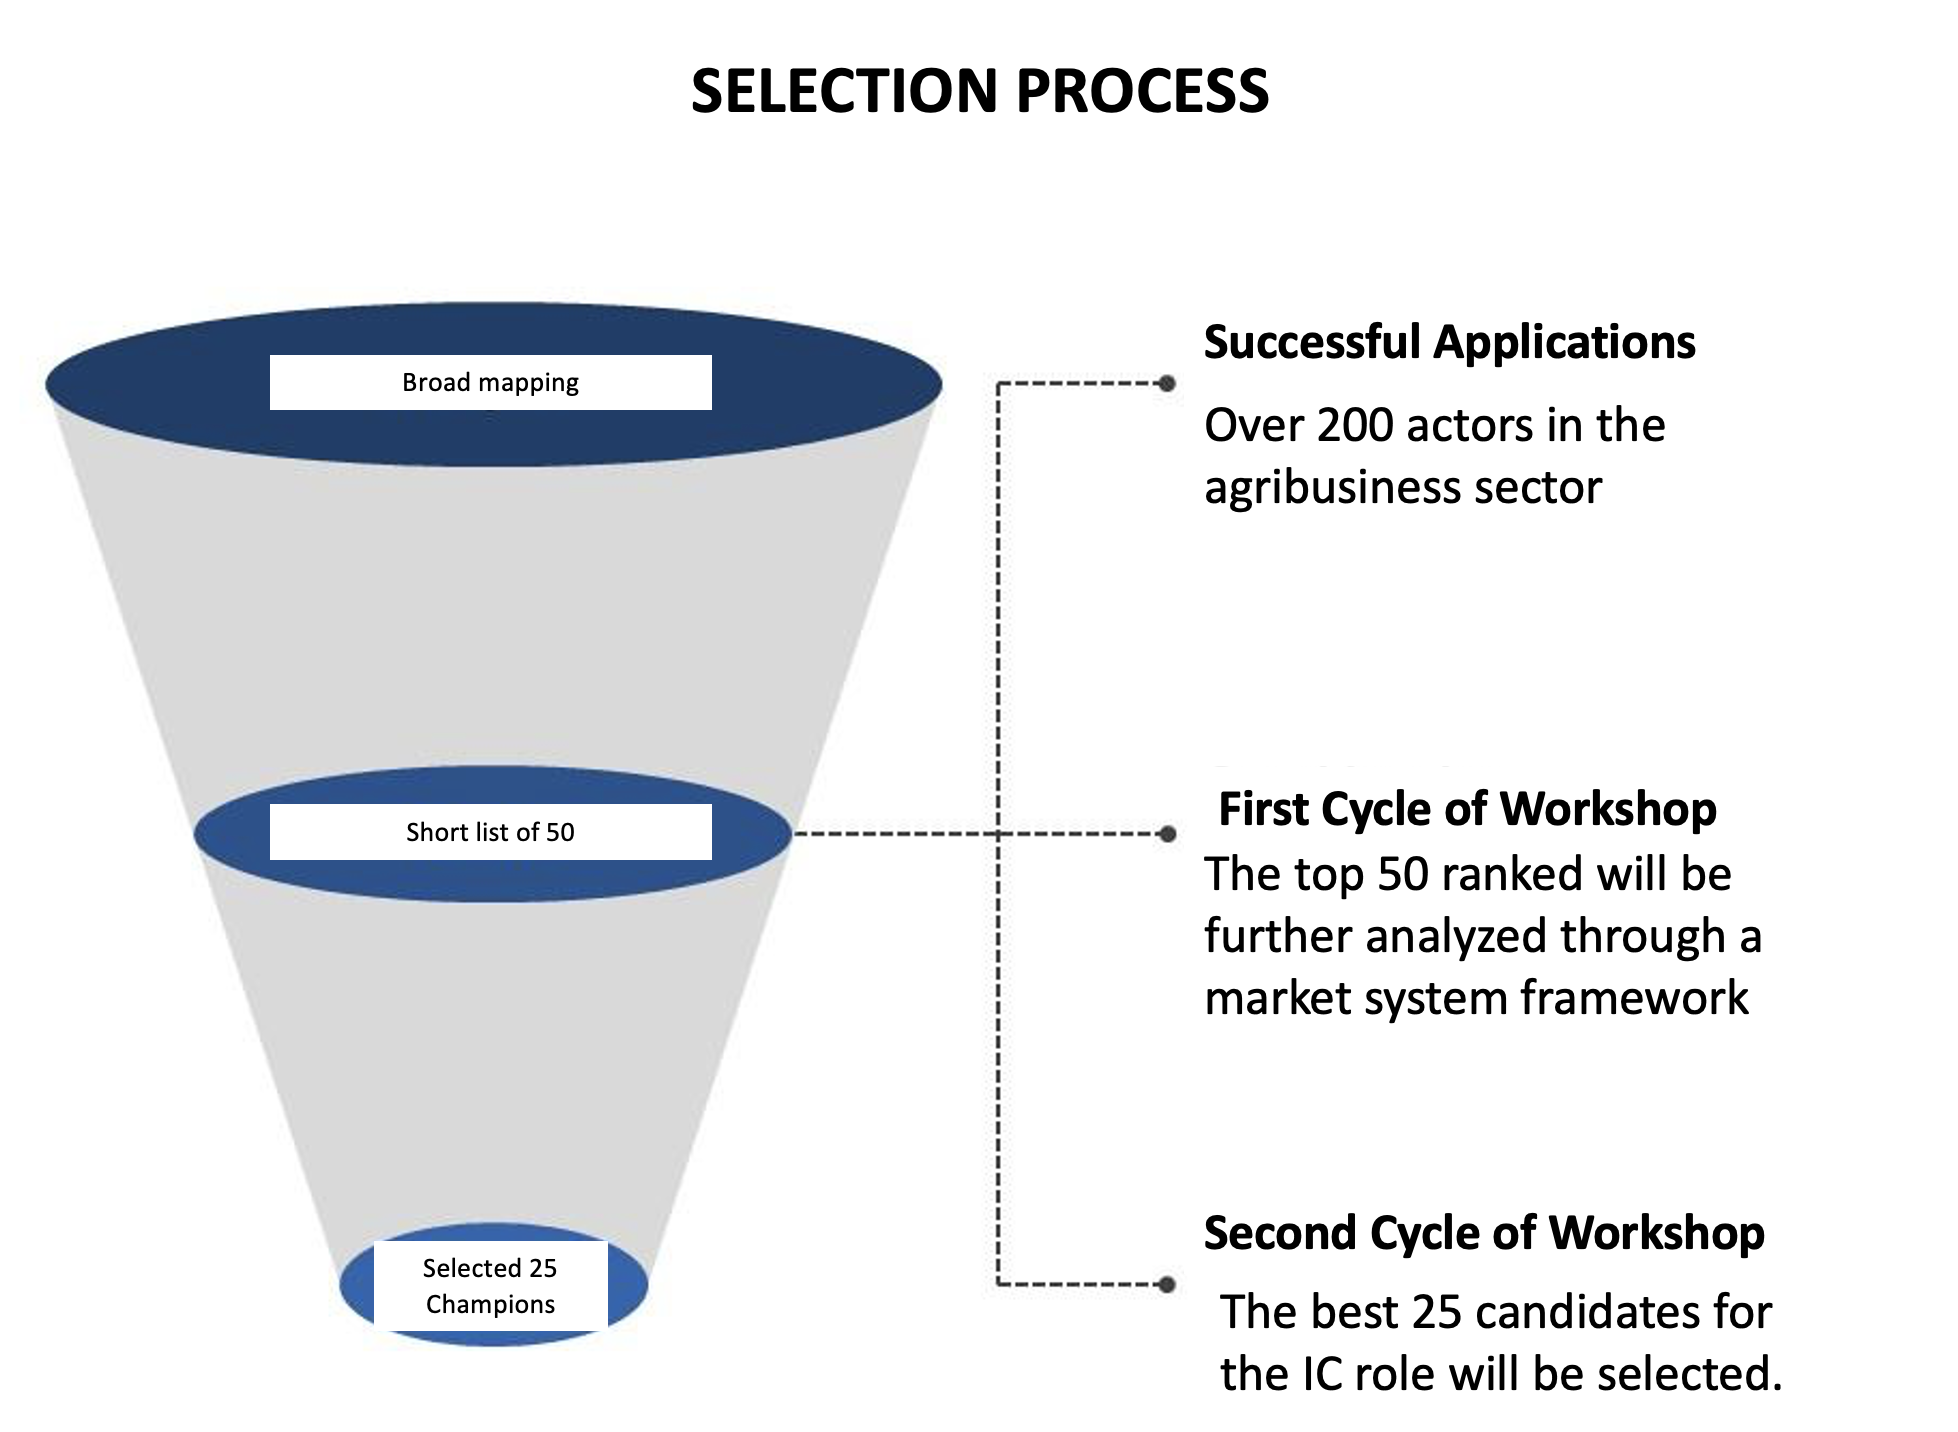 SELECTION PROCESS
Broad mapping
Successful Applications
Over 200 actors in the
agribusiness sector
Short list of 50
First Cycle of Workshop
The top 50 ranked will be
further analyzed through a
market system framework
Selected 25
Champions
Second Cycle of Workshop
The best 25 candidates for
the IC role will be selected.